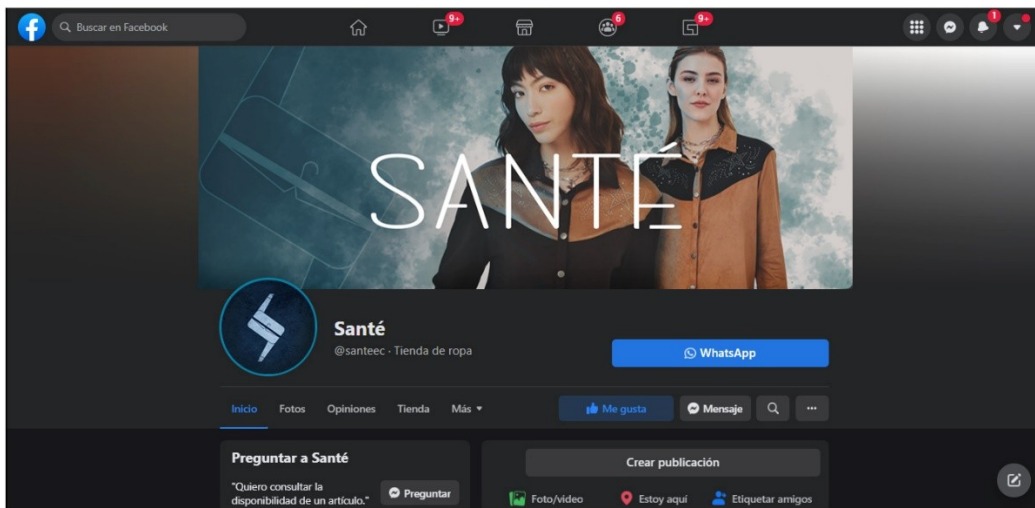 Buscar en Facebook
9+
6
9+
1
SANTÉ
Santé
@santeec · Tienda de ropa
WhatsApp
Inicio Fotos Opiniones Tienda Más
Me gusta Mensaje
Preguntar a Santé
"Quiero consultar la
disponibilidad de un artículo."
Preguntar
Crear publicación
Foto/video Estoy aquí Etiquetar amigos